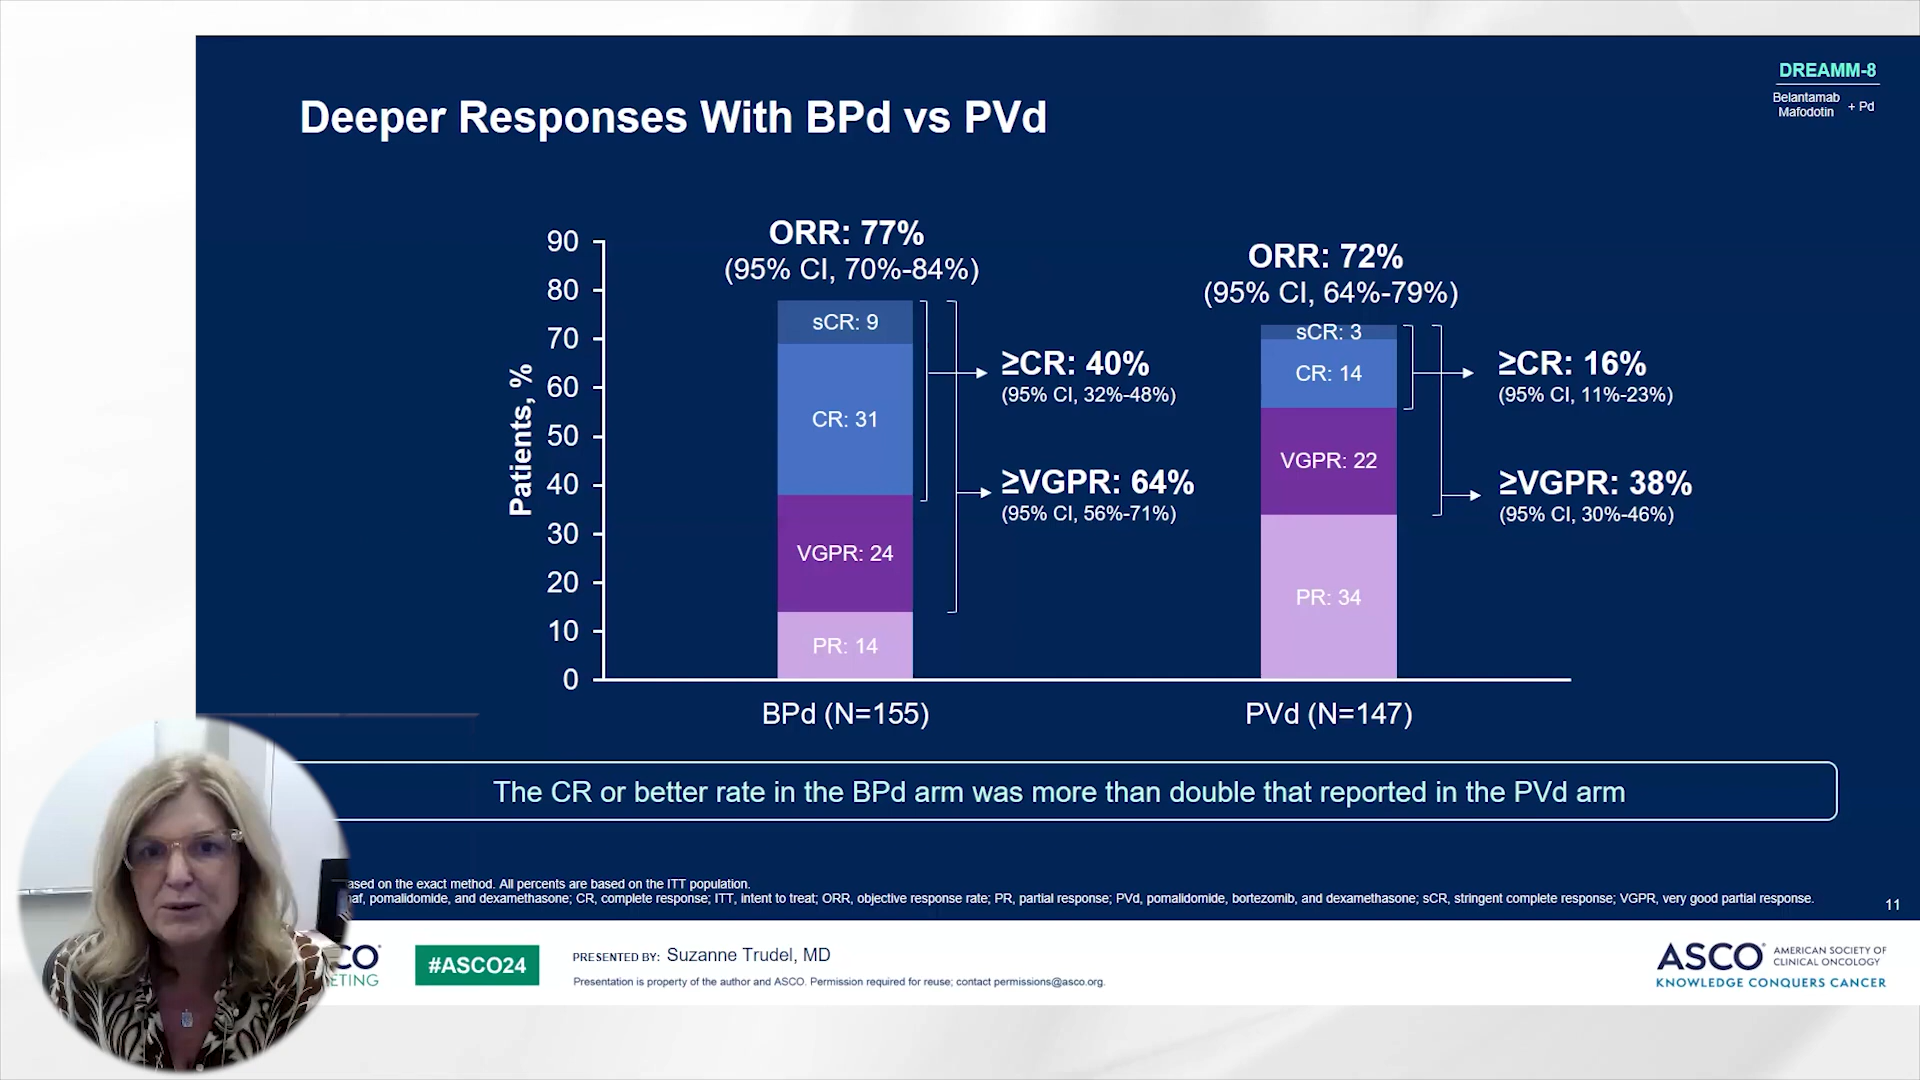 DREAMM-8
Belantamab
Mafodotin + Pd
Deeper Responses With BPd vs PVd
ORR: 77%
(95% CI, 70%-84%)
ORR: 72%
(95% CI, 64%-79%)
Patients, %
90
80
70
60
50
40
30
20
10
0
sCR: 9
CR: 31
VGPR: 24
PR: 14
≥CR: 40%
(95% CI, 32%-48%)
≥VGPR: 64%
(95% CI, 56%-71%)
sCR: 3
CR: 14
VGPR: 22
PR: 34
≥CR: 16%
(95% CI, 11%-23%)
≥VGPR: 38%
(95% CI, 30%-46%)
BPd (N=155)
PVd (N=147)
The CR or better rate in the BPd arm was more than double that reported in the PVd arm
on the exact method. All percents are based on the ITT population.
pomalidomide, and dexamethasone; CR, complete response; ITT, intent to treat; ORR, objective response rate; PR, partial response; PVd, pomalidomide, bortezomib, and dexamethasone; sCR, stringent complete response; VGPR, very good partial response.
11
#ASCO24
PRESENTED BY: Suzanne Trudel, MD
Presentation is property of the author and ASCO. Permission required for reuse; contact permissions@asco.org.
ASCO AMERICAN SOCIETY OF
CLINICAL ONCOLOGY
KNOWLEDGE CONQUERS CANCER